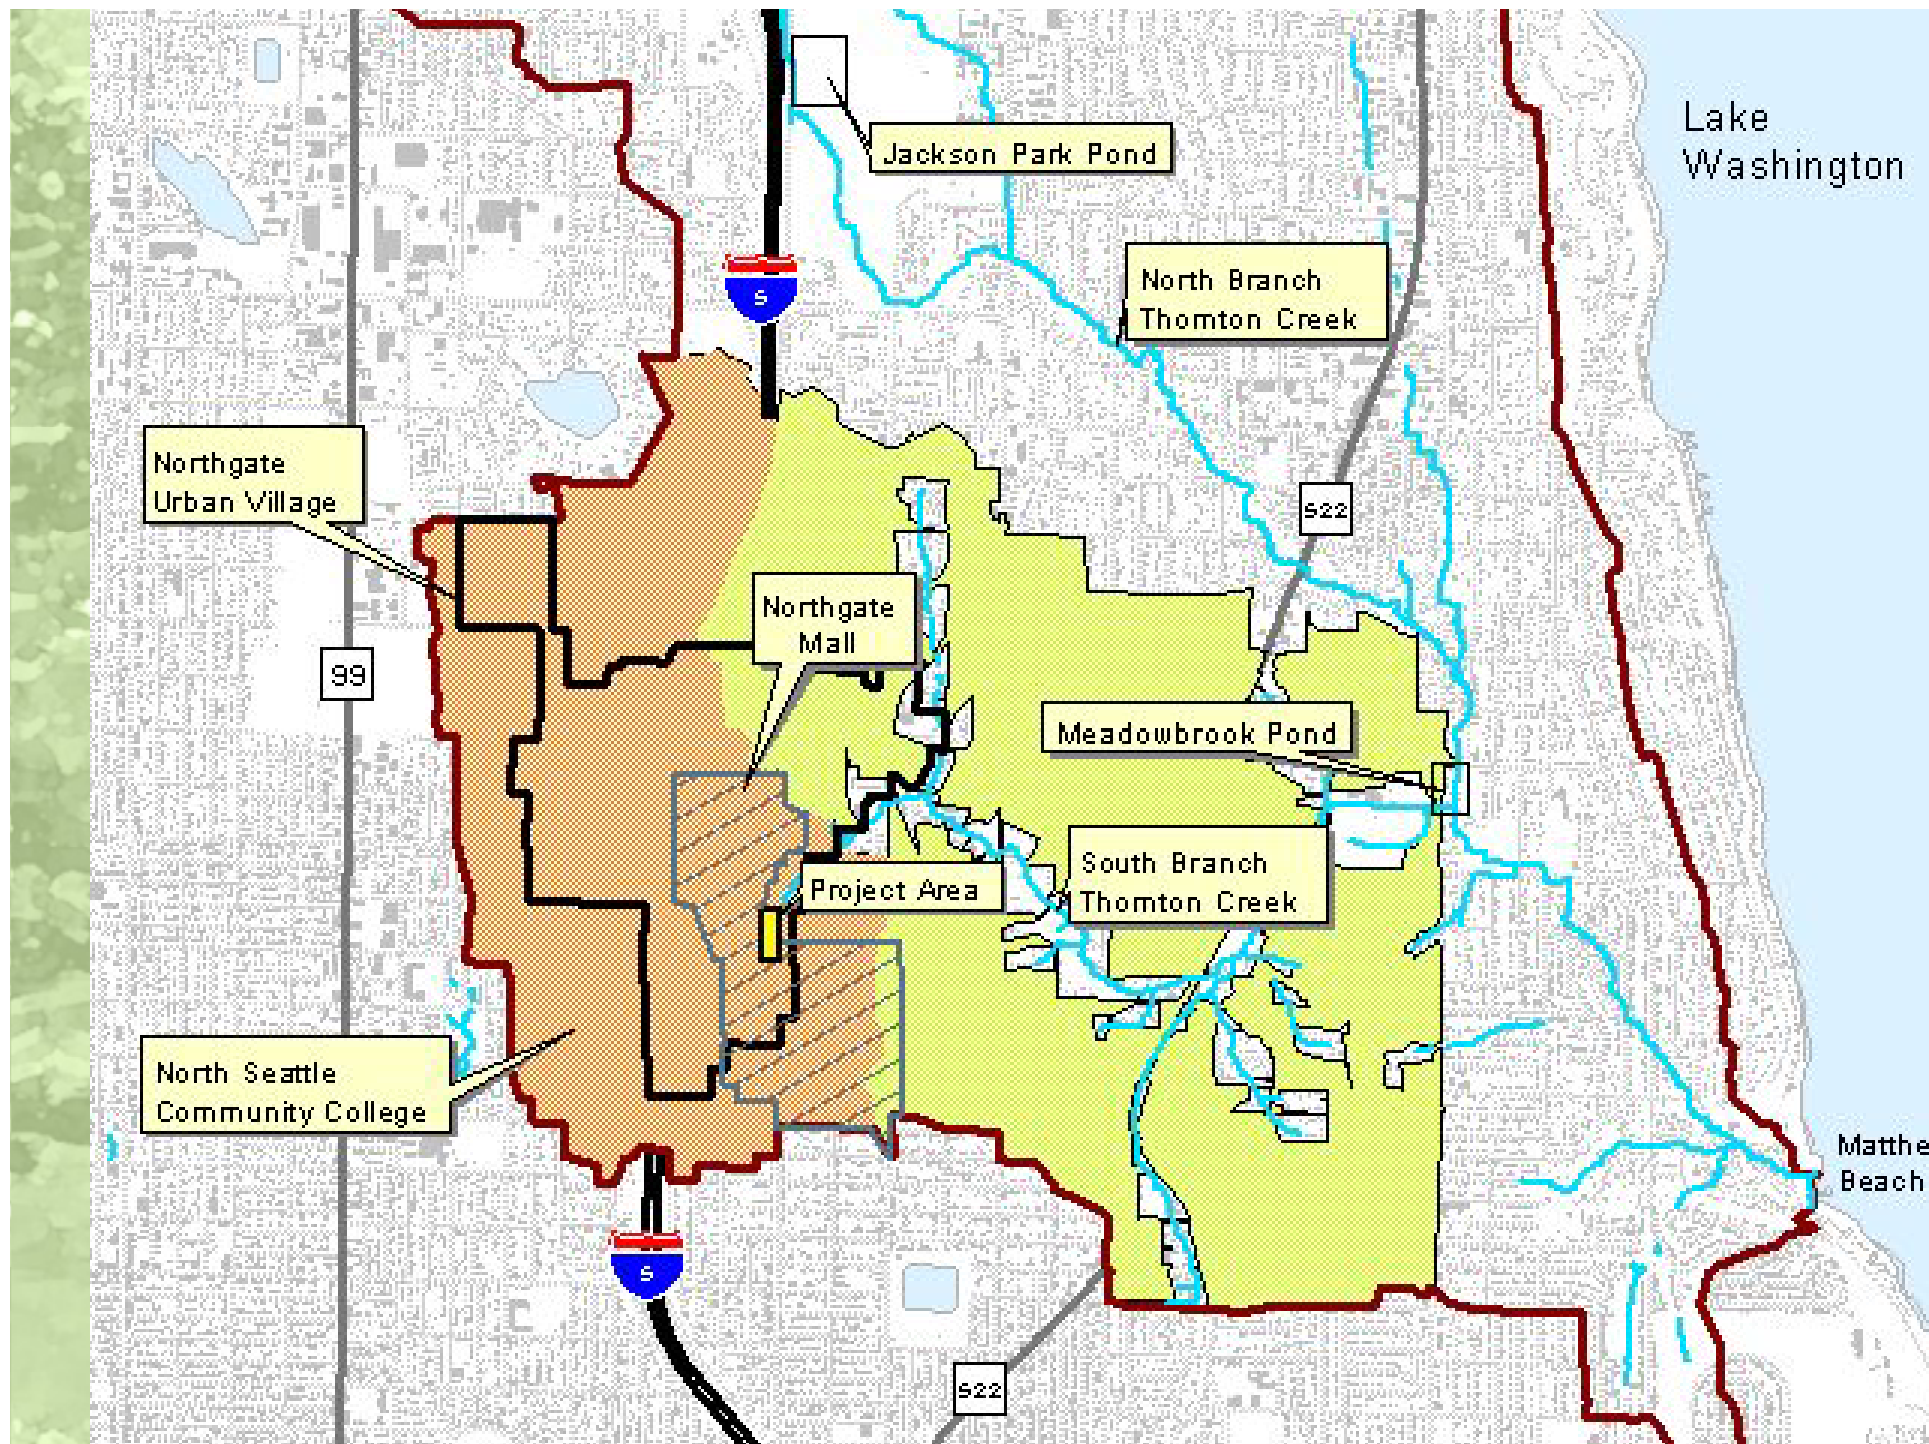 Lake
Washington
Jackson Park Pond
North Branch
Thornton Creek
5
Northgate
Urban Village
522
Northgate
Mall
99
Meadowbrook Pond
South Branch
Thornton Creek
Project Area
North Seattle
Community College
Matthe
Beach
5
522